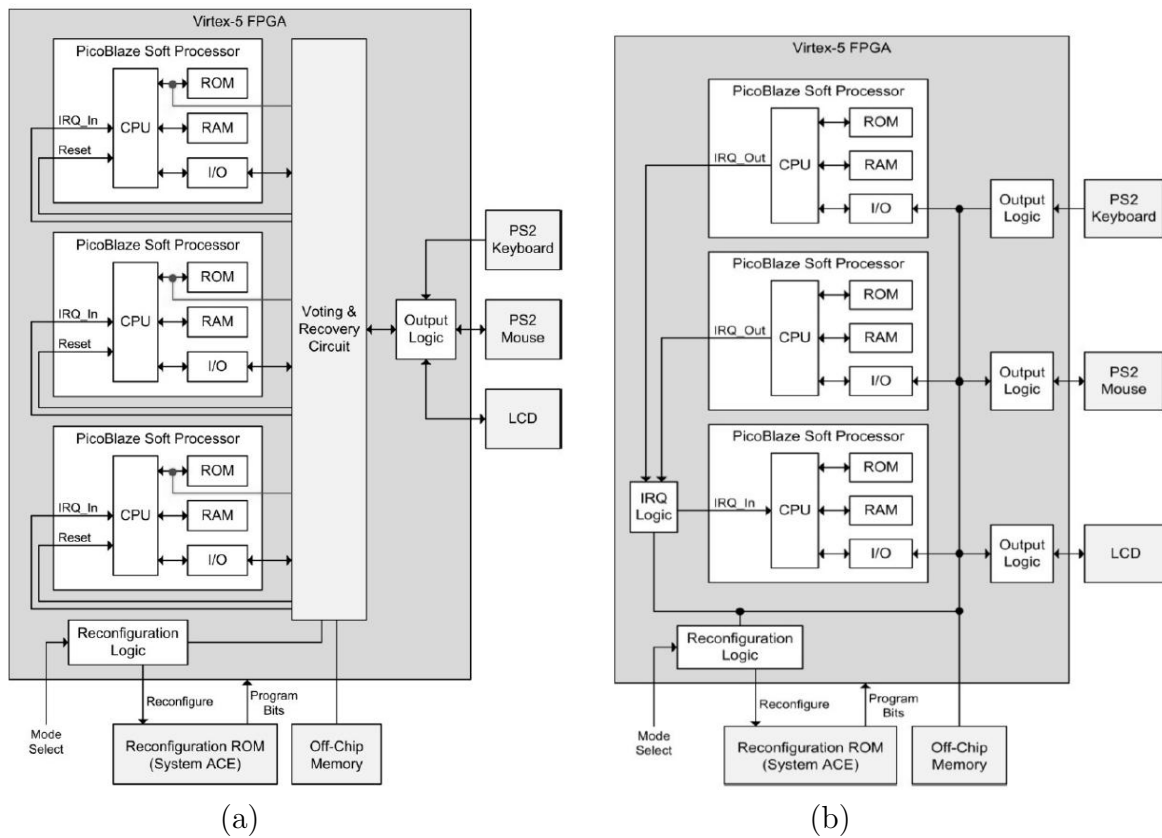 Virtex-5 FPGA
PicoBlaze Soft Processor
ROM
IRQ_In
CPU
RAM
Reset
I/O
PicoBlaze Soft Processor
ROM
IRQ_In
CPU
RAM
Reset
I/O
PicoBlaze Soft Processor
ROM
IRQ_In
CPU
RAM
Reset
I/O
Voting &
Recovery
Circuit
Output
Logic
PS2
Keyboard
PS2
Mouse
LCD
Reconfiguration
Logic
Reconfigure
Program
Bits
Mode
Select
Reconfiguration ROM
(System ACE)
Off-Chip
Memory
(a)
Virtex-5 FPGA
PicoBlaze Soft Processor
ROM
IRQ_Out
CPU
RAM
I/O
Output
Logic
PS2
Keyboard
PicoBlaze Soft Processor
ROM
IRQ_Out
CPU
RAM
I/O
Output
Logic
PS2
Mouse
PicoBlaze Soft Processor
ROM
IRQ
Logic
IRQ_In
CPU
RAM
I/O
Output
Logic
LCD
Reconfiguration
Logic
Reconfigure
Program
Bits
Mode
Select
Reconfiguration ROM
(System ACE)
Off-Chip
Memory
(b)